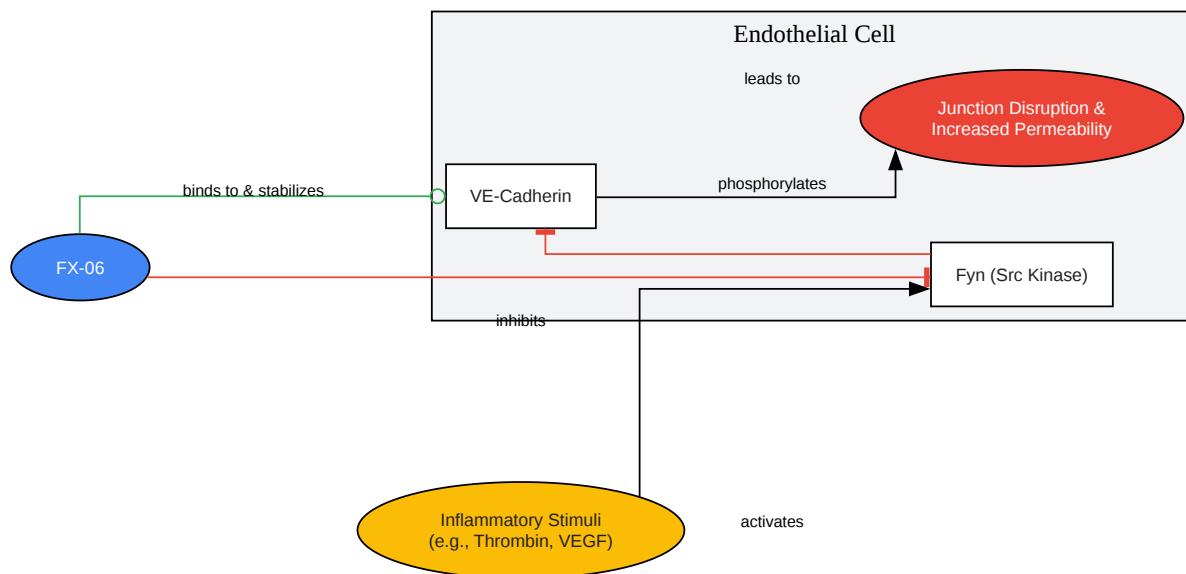 Endothelial Cell
leads to
Junction Disruption &
Increased Permeability
binds to & stabilizes
VE-Cadherin
phosphorylates
FX-06
Fyn (Src Kinase)
inhibits
Inflammatory Stimuli
(e.g., Thrombin, VEGF)
activates